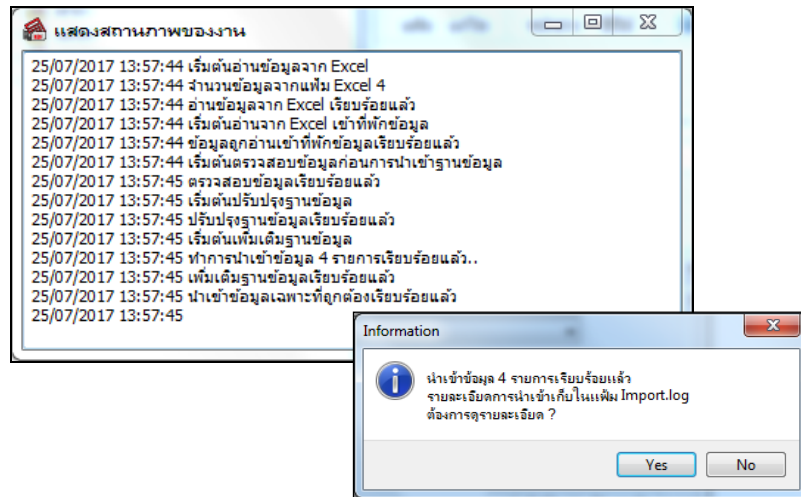 แสดงสถานภาพของงาน
25/07/2017 13:57:44 เริ่มต้นอ่านข้อมูลจาก Excel
25/07/2017 13:57:44 จำนวนข้อมูลจากแฟ้ม Excel 4
25/07/2017 13:57:44 อ่านข้อมูลจาก Excel เรียบร้อยแล้ว
25/07/2017 13:57:44 เริ่มต้นอ่านจาก Excel เข้าที่พักข้อมูล
25/07/2017 13:57:44 ข้อมูลถูกอ่านเข้าที่พักข้อมูลเรียบร้อยแล้ว
25/07/2017 13:57:44 เริ่มต้นตรวจสอบข้อมูลก่อนการนำเข้าฐานข้อมูล
25/07/2017 13:57:45 ตรวจสอบข้อมูลเรียบร้อยแล้ว
25/07/2017 13:57:45 เริ่มต้นปรับปรุงฐานข้อมูล
25/07/2017 13:57:45 ปรับปรุงฐานข้อมูลเรียบร้อยแล้ว
25/07/2017 13:57:45 เริ่มต้นเพิ่มเติมฐานข้อมูล
25/07/2017 13:57:45 ทำการนำเข้าข้อมูล 4 รายการเรียบร้อยแล้ว..
25/07/2017 13:57:45 เพิ่มเติมฐานข้อมูลเรียบร้อยแล้ว
25/07/2017 13:57:45 นำเข้าข้อมูลเฉพาะที่ถูกต้องเรียบร้อยแล้ว
25/07/2017 13:57:45
Information
นำเข้าข้อมูล 4 รายการเรียบร้อยแล้ว
รายละเอียดการนำเข้าเก็บในแฟ้ม Import.log
ต้องการดูรายละเอียด ?
Yes No